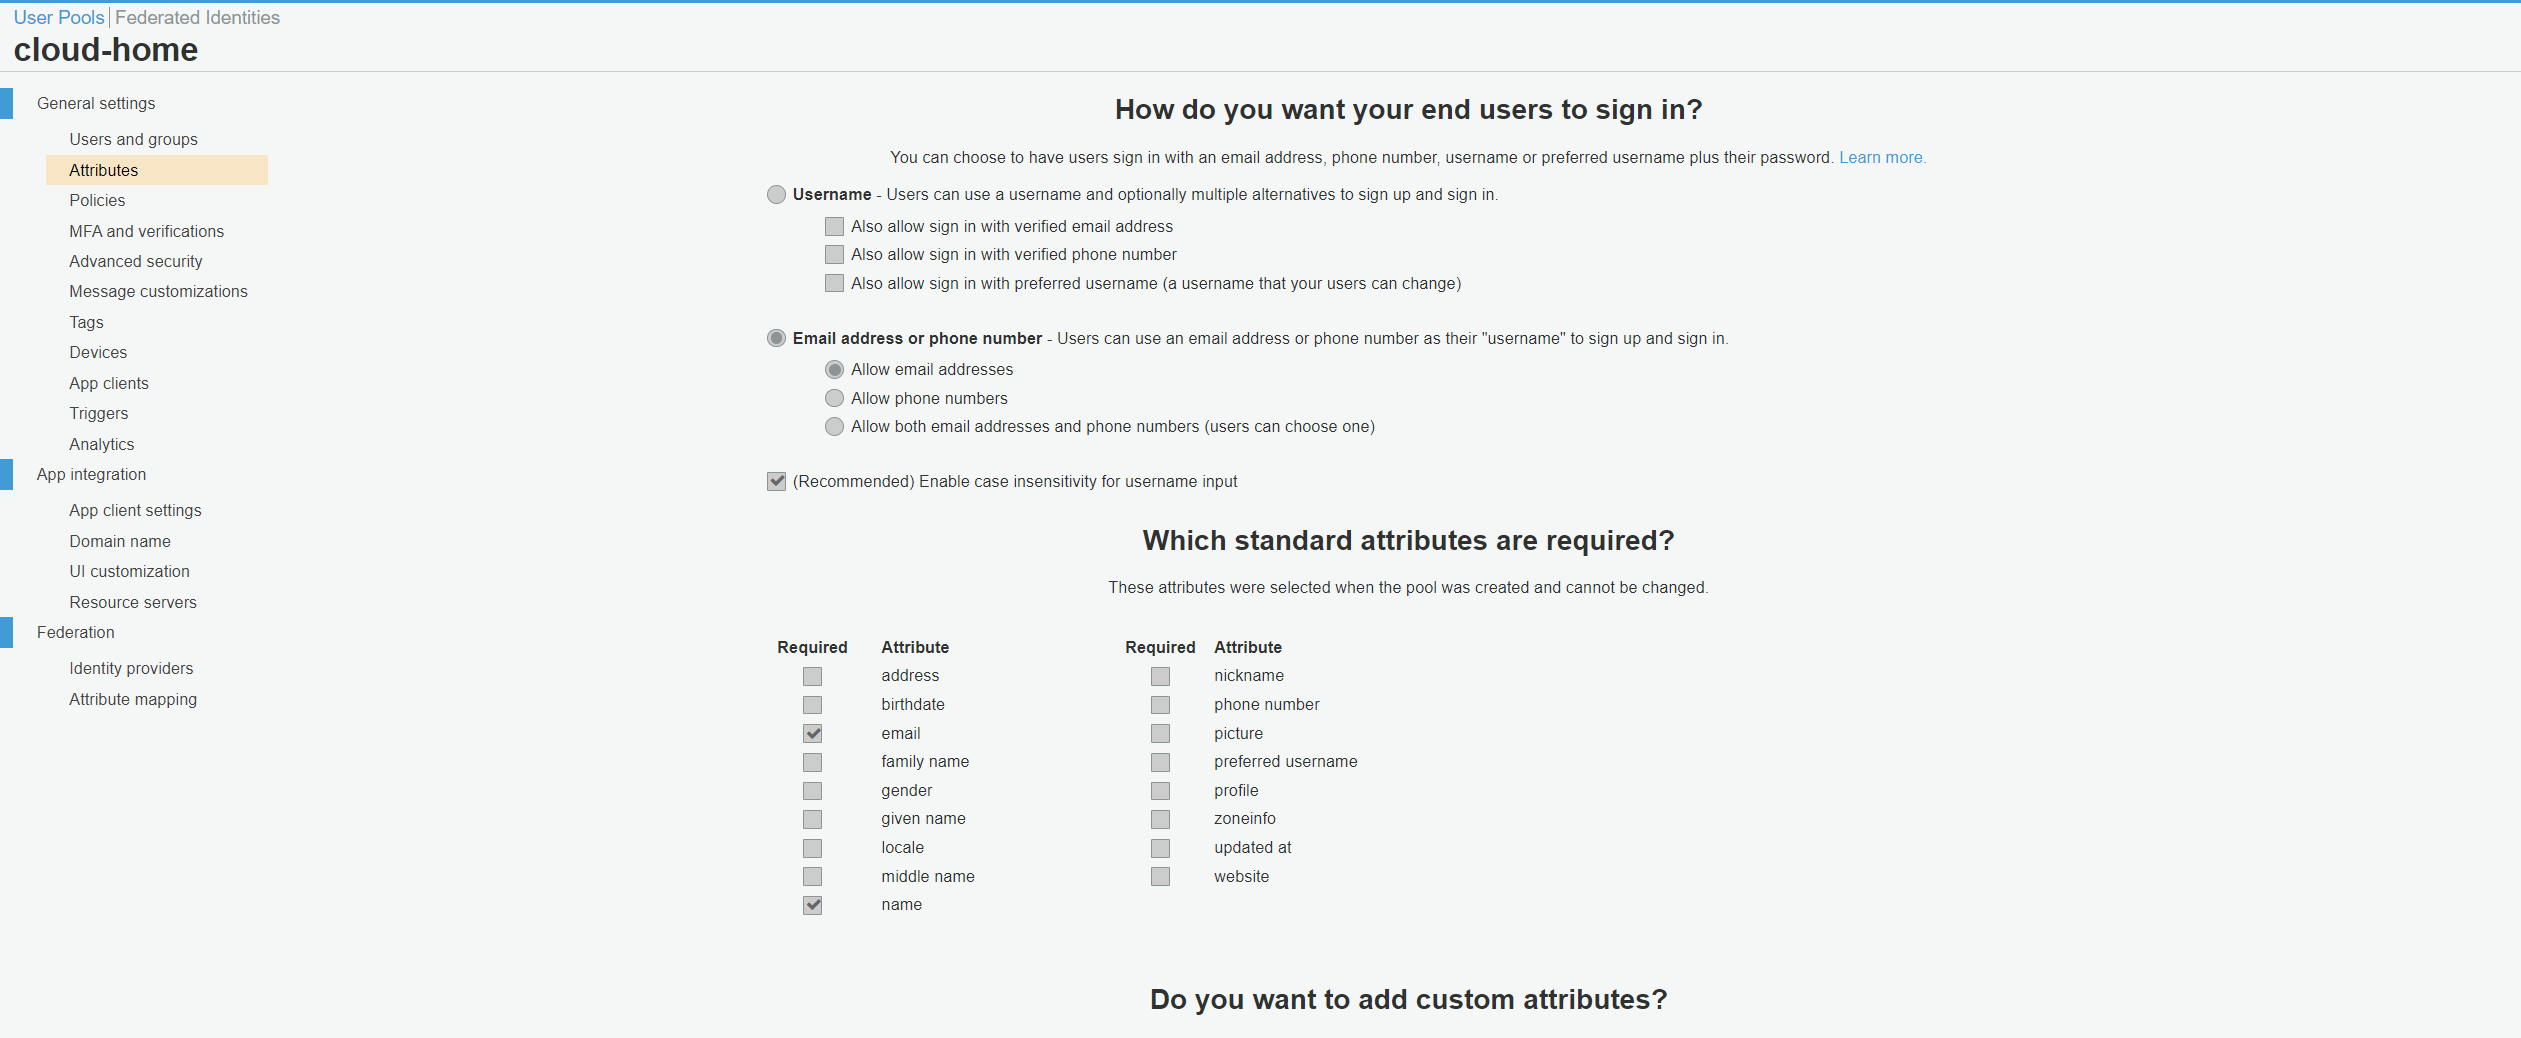 User Pools Federated Identities
cloud-home
General settings
Users and groups
Attributes
Policies
MFA and verifications
Advanced security
Message customizations
Tags
Devices
App clients
Triggers
Analytics
App integration
App client settings
Domain name
UI customization
Resource servers
Federation
Identity providers
Attribute mapping
How do you want your end users to sign in?
You can choose to have users sign in with an email address, phone number, username or preferred username plus their password. Learn more.
Username - Users can use a username and optionally multiple alternatives to sign up and sign in.
Also allow sign in with verified email address
Also allow sign in with verified phone number
Also allow sign in with preferred username (a username that your users can change)
Email address or phone number - Users can use an email address or phone number as their "username" to sign up and sign in.
Allow email addresses
Allow phone numbers
Allow both email addresses and phone numbers (users can choose one)
(Recommended) Enable case insensitivity for username input
Which standard attributes are required?
These attributes were selected when the pool was created and cannot be changed.
Required Attribute Required Attribute
address nickname
birthdate phone number
email picture
family name preferred username
gender profile
given name zoneinfo
locale updated at
middle name website
name
Do you want to add custom attributes?